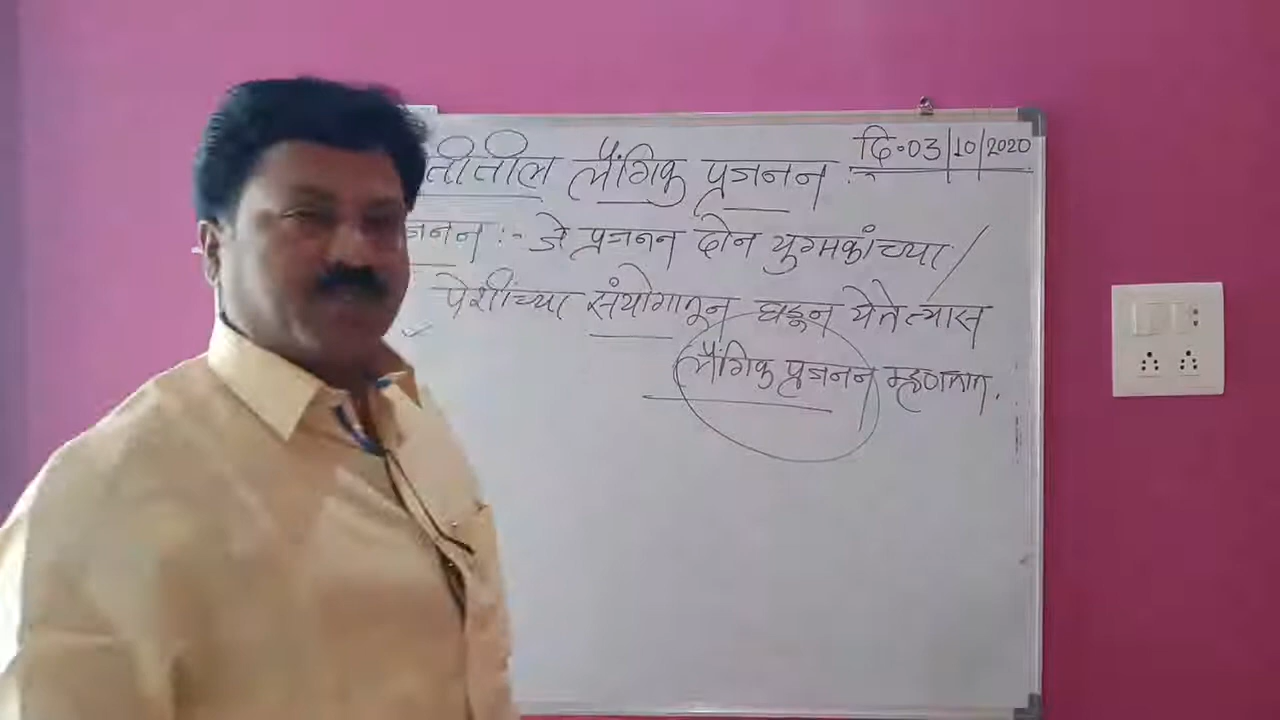 दि.03/10/2020
तीतील लैंगिक प्रजनन :-
जनन :- जे प्रजनन दोन युग्मकांच्या/
पेशींच्या संयोगातून घडून येते त्यास
लैंगिक प्रजनन म्हणतात.